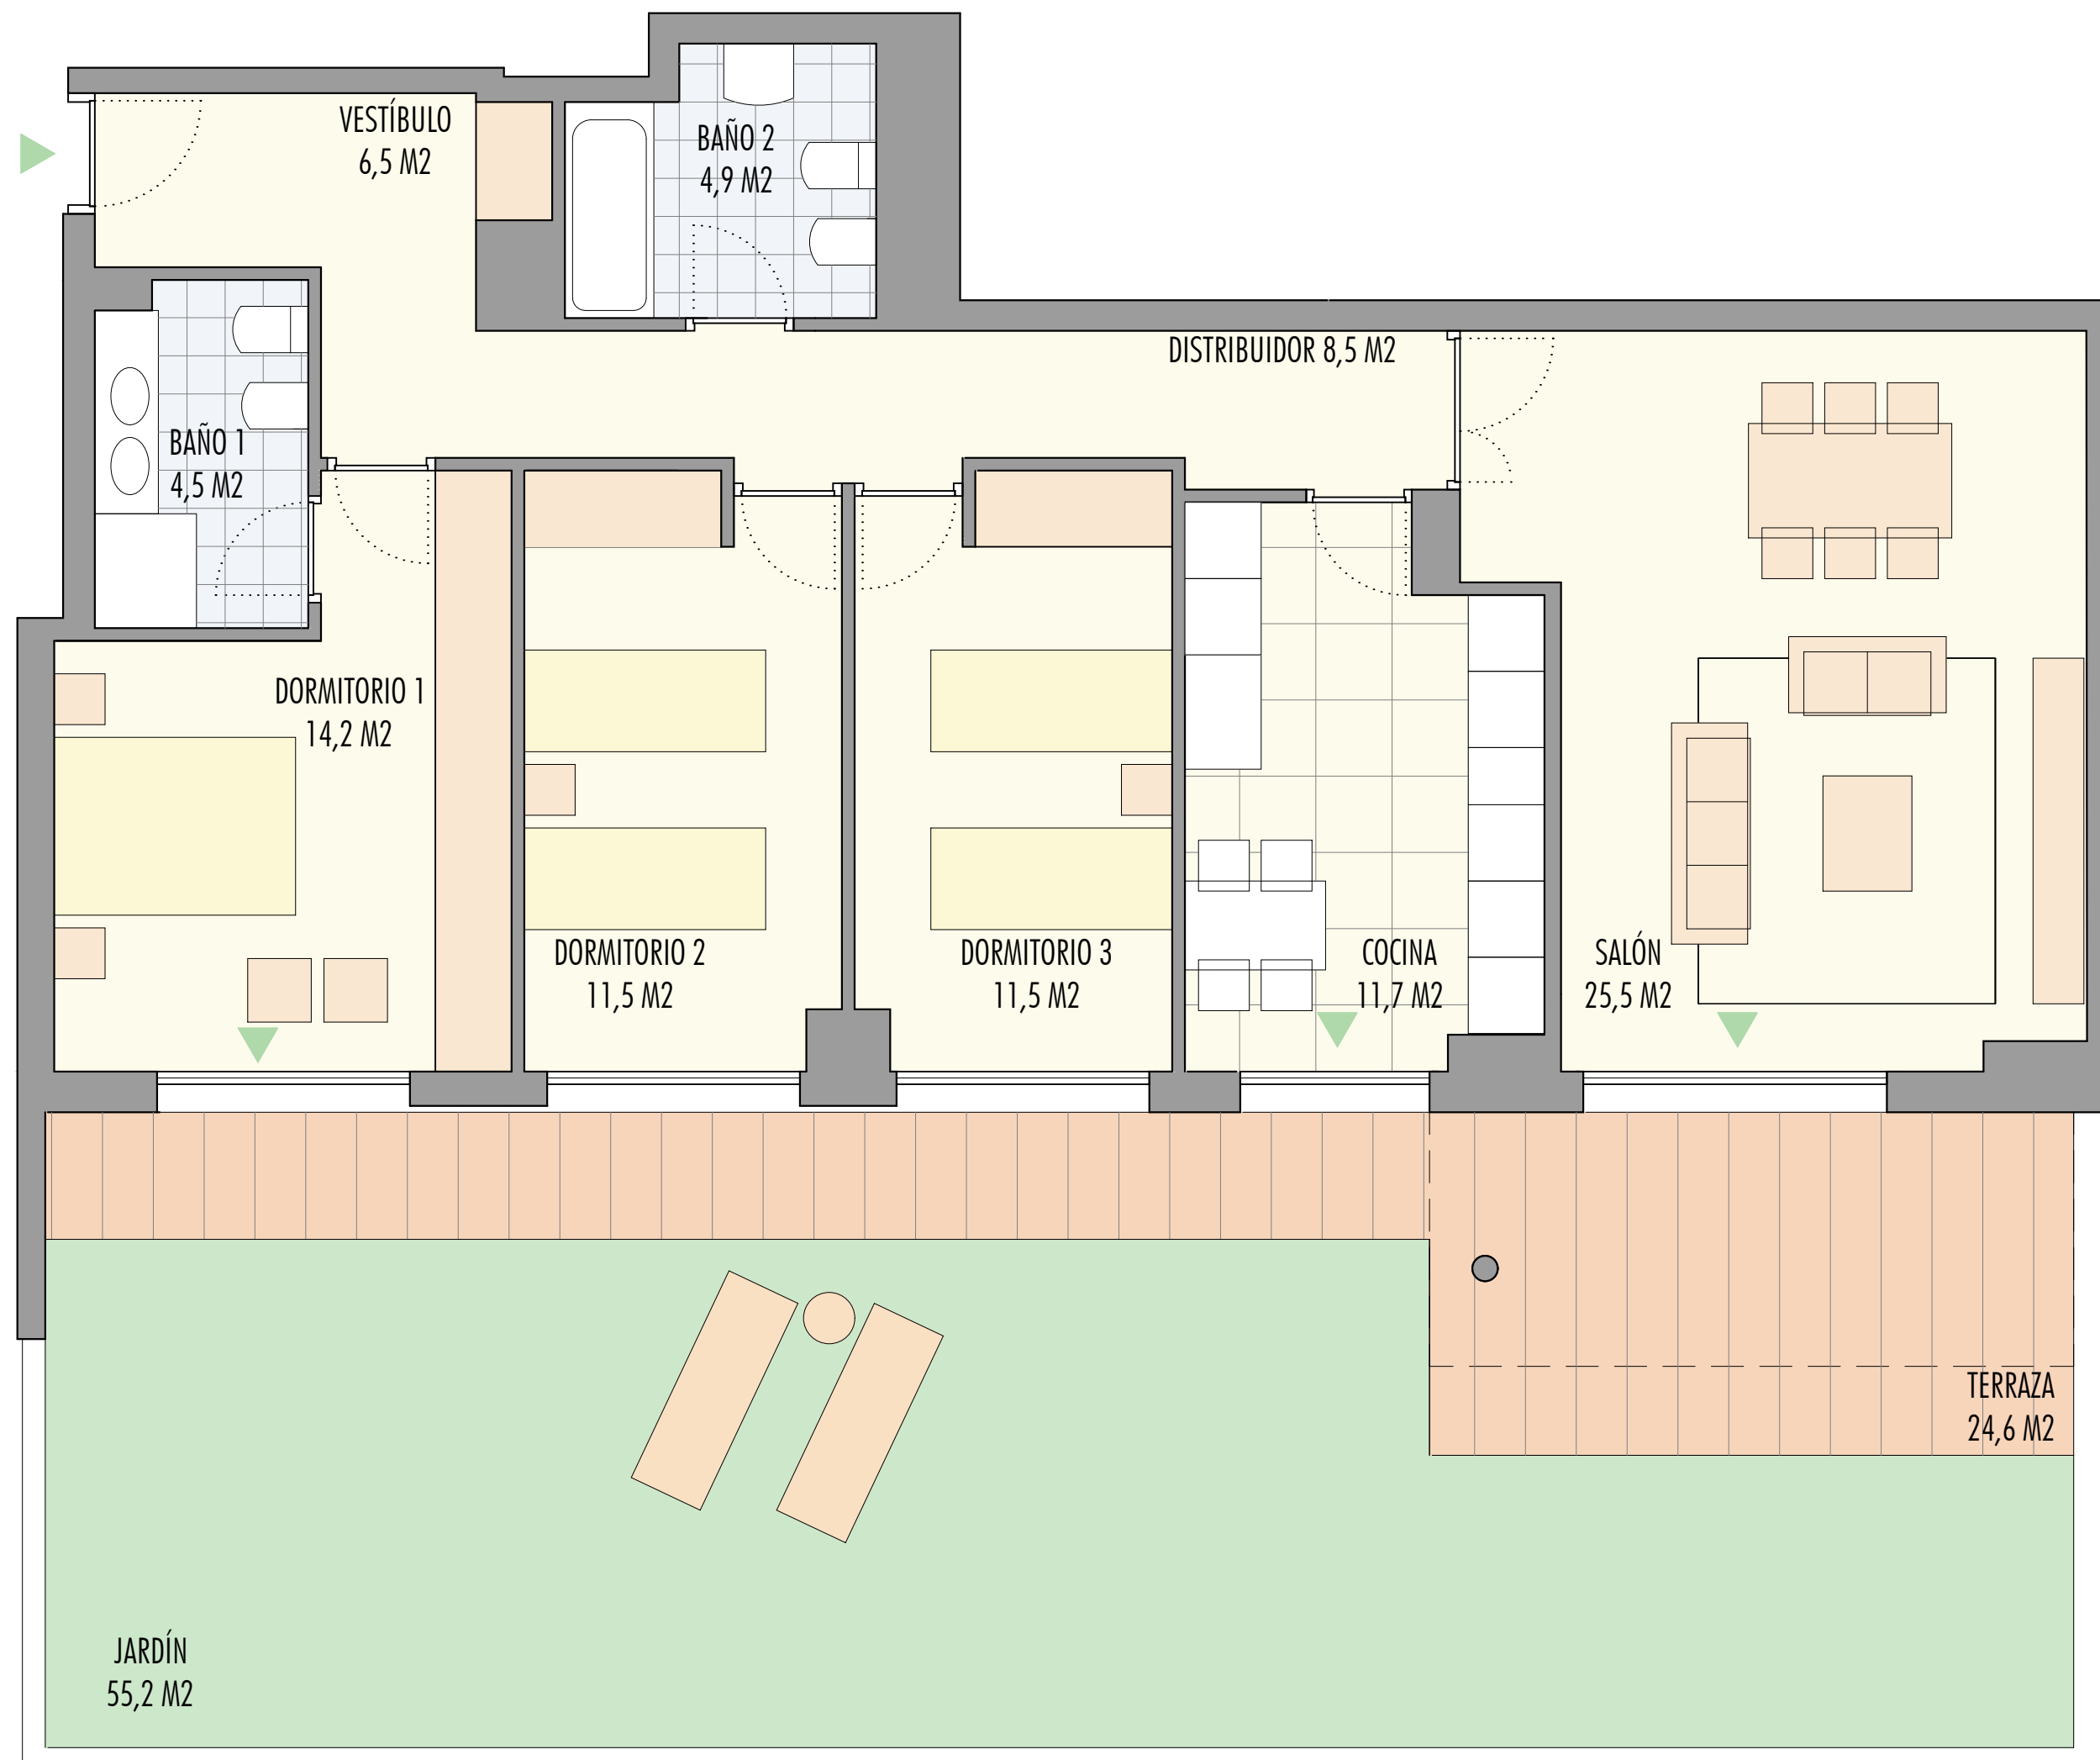 VESTÍBULO
6,5 M2
BAÑO 2
4,9 M2
DISTRIBUIDOR 8,5 M2
BAÑO 1
4,5 M2
DORMITORIO 1
14,2 M2
DORMITORIO 2
11,5 M2
DORMITORIO 3
11,5 M2
COCINA
11,7 M2
SALÓN
25,5 M2
TERRAZA
24,6 M2
JARDÍN
55,2 M2